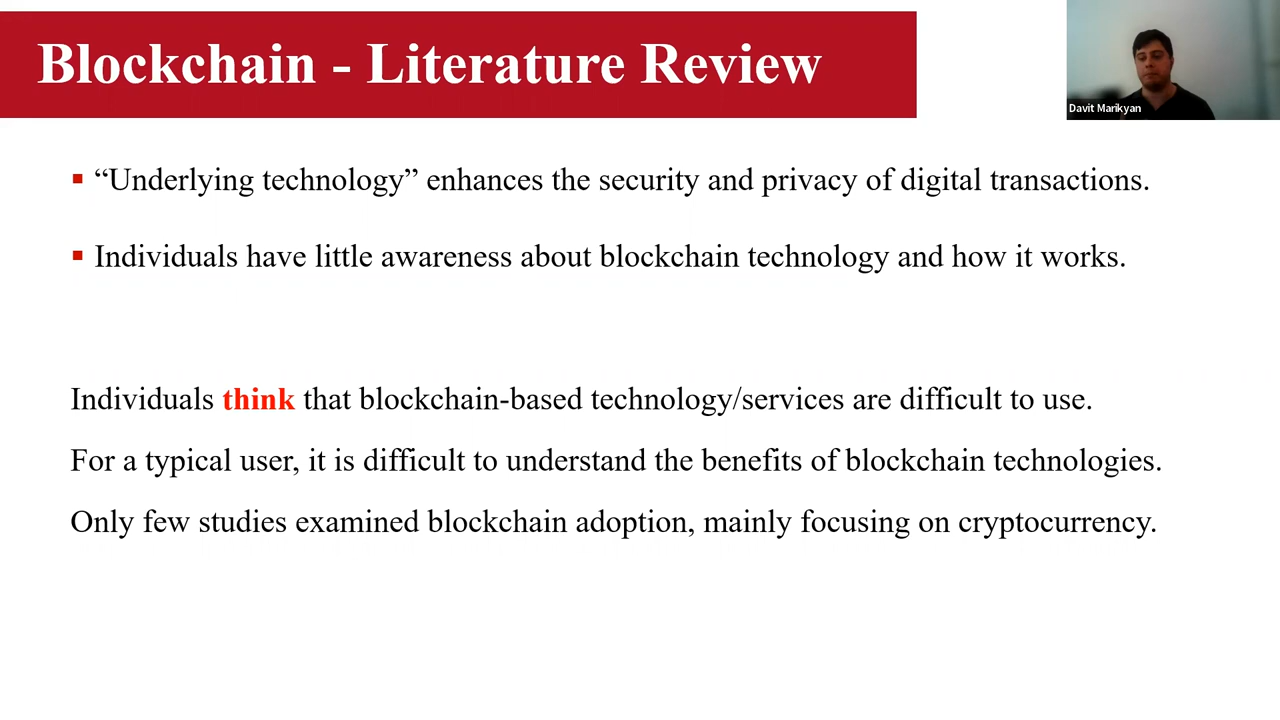 Blockchain - Literature Review
Davit Marikyan
▪ “Underlying technology” enhances the security and privacy of digital transactions.
▪ Individuals have little awareness about blockchain technology and how it works.
Individuals think that blockchain-based technology/services are difficult to use.
For a typical user, it is difficult to understand the benefits of blockchain technologies.
Only few studies examined blockchain adoption, mainly focusing on cryptocurrency.